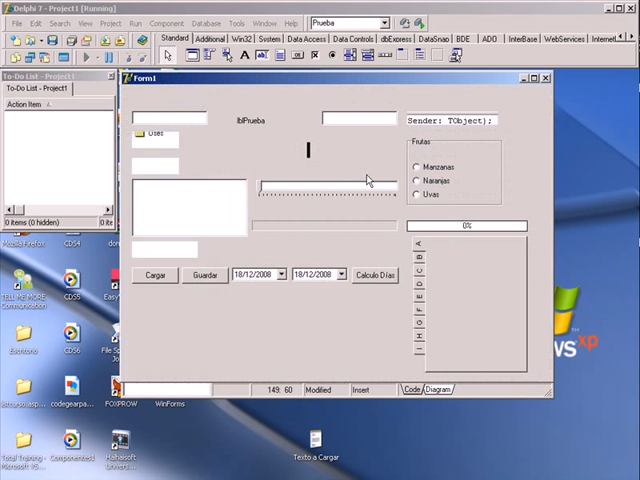 Delphi 7 - Project1 [Running]
File Edit Search View Project Run Component Database Tools Window Help
Prueba
Standard Additional Win32 System Data Access Data Controls dbExpress DataSnap BDE ADO InterBase WebServices
To-Do List - Project1
To-Do List - Project1
Action Item
!
0 items (0 hidden)
Form1
lblPrueba
Sender: TObject);
Uses
Frutas
Manzanas
Naranjas
Uvas
0%
Cargar
Guardar
18/12/2008
18/12/2008
Calculo Días
A
B
C
D
E
F
G
H
I
149: 60
Modified
Insert
Code
Diagram
Mozilla Firefox
CDS4
TELL ME MORE
Communication
CDS5
Escritorio
CDS6
File
FOXPROW
WinForms
Total Training -
Componentes1
Texto a Cargar
xp